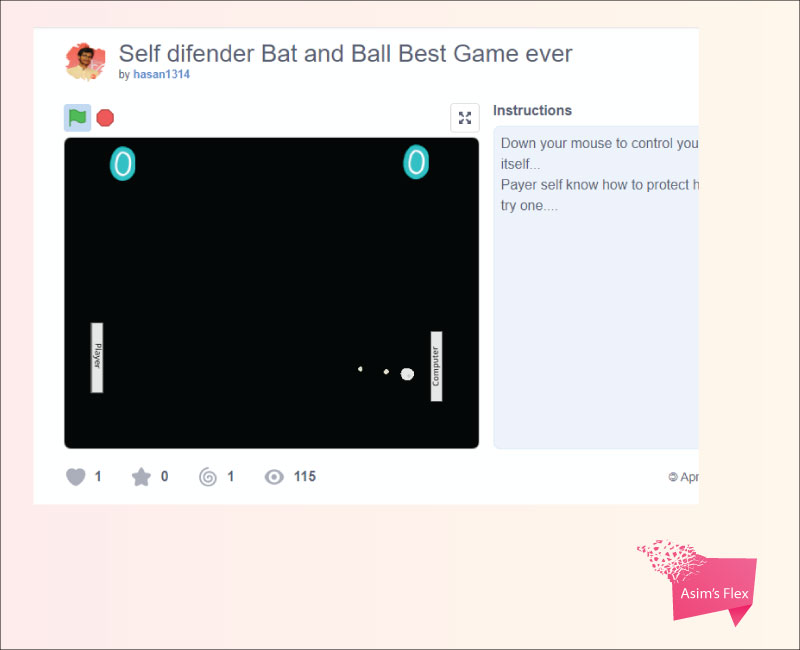 Self difender Bat and Ball Best Game ever
by hasan1314
Instructions
Down your mouse to control you
itself...
Payer self know how to protect h
try one....
0
0
Player
Computer
1
0
1
115
Apr
Asim's Flex